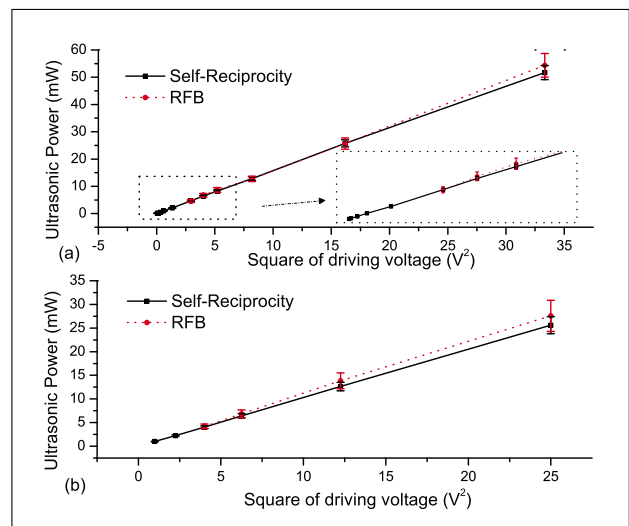 60
50
40
30
20
10
0
Ultrasonic Power (mW)
Self-Reciprocity
RFB
-5 0 5 10 15 20 25 30 35
(a)
Square of driving voltage (V²)
35
30
25
20
15
10
5
0
Ultrasonic Power (mW)
Self-Reciprocity
RFB
0 5 10 15 20 25
(b)
Square of driving voltage (V²)